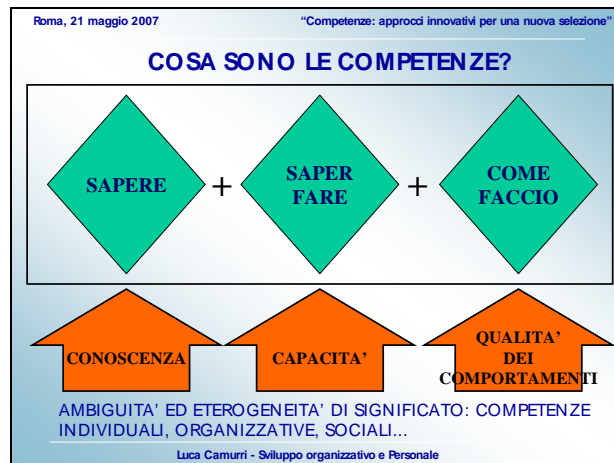 Roma, 21 maggio 2007 “Competenze: approcci innovativi per una nuova selezione”
COSA SONO LE COMPETENZE?
SAPERE + SAPER FARE + COME FACCIO
CONOSCENZA
CAPACITA’
QUALITA’
DEI
COMPORTAMENTI
AMBIGUITA’ ED ETEROGENEITA’ DI SIGNIFICATO: COMPETENZE
INDIVIDUALI, ORGANIZZATIVE, SOCIALI...
Luca Camurri - Sviluppo organizzativo e Personale